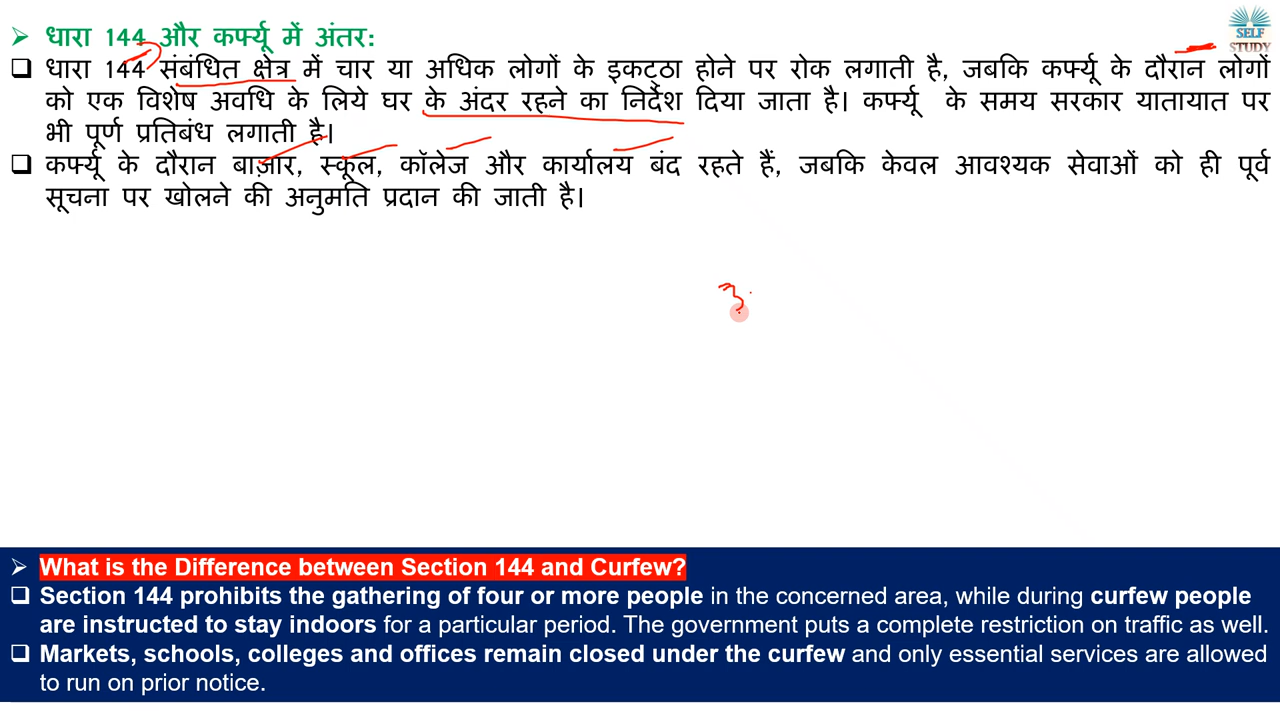 ➢ धारा 144 और कर्फ्यू में अंतर:
SELF
STUDY
❑ धारा 144 संबंधित क्षेत्र में चार या अधिक लोगों के इकट्ठा होने पर रोक लगाती है, जबकि कर्फ्यू के दौरान लोगों
को एक विशेष अवधि के लिये घर के अंदर रहने का निर्देश दिया जाता है। कर्फ्यू के समय सरकार यातायात पर
भी पूर्ण प्रतिबंध लगाती है।
❑ कर्फ्यू के दौरान बाज़ार, स्कूल, कॉलेज और कार्यालय बंद रहते हैं, जबकि केवल आवश्यक सेवाओं को ही पूर्व
सूचना पर खोलने की अनुमति प्रदान की जाती है।
➢ What is the Difference between Section 144 and Curfew?
❑ Section 144 prohibits the gathering of four or more people in the concerned area, while during curfew people
are instructed to stay indoors for a particular period. The government puts a complete restriction on traffic as well.
❑ Markets, schools, colleges and offices remain closed under the curfew and only essential services are allowed
to run on prior notice.